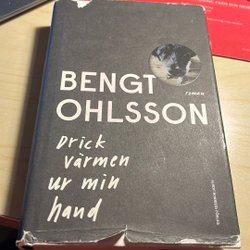 BENGT
roman
OHLSSON
Drick
värmen
ur min
hand